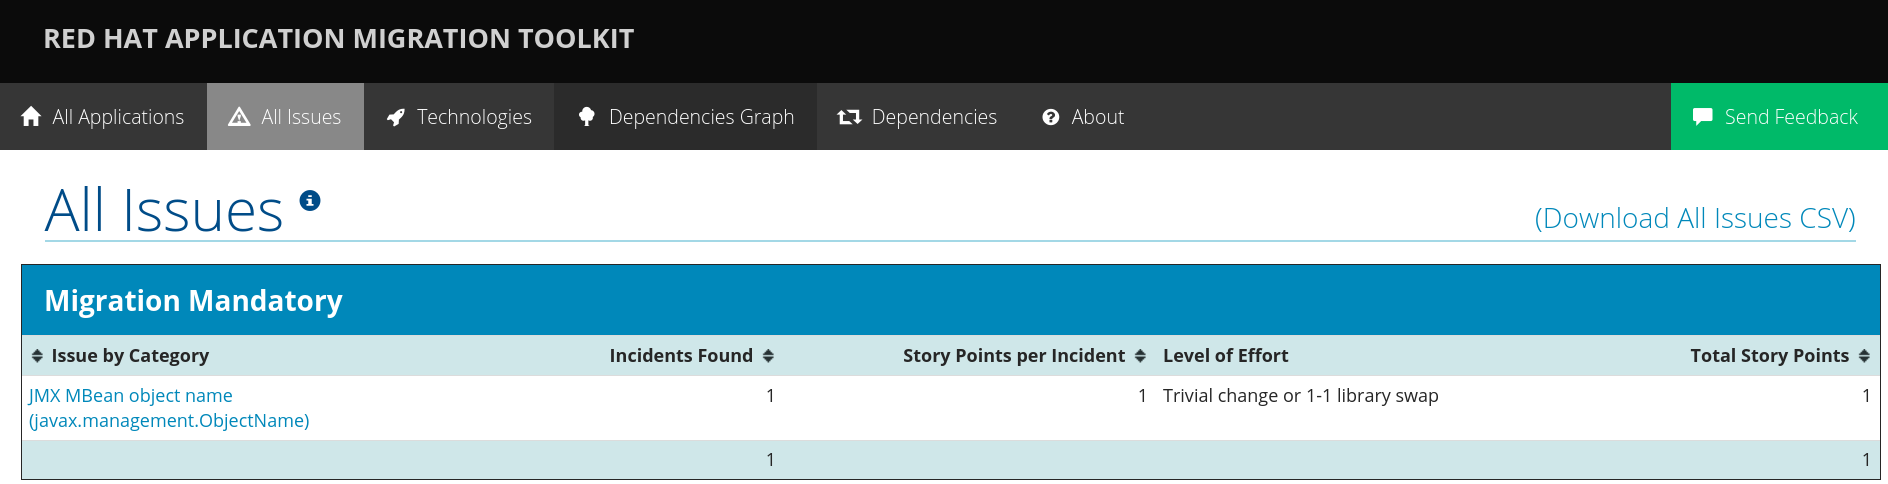 RED HAT APPLICATION MIGRATION TOOLKIT
All Applications All Issues Technologies Dependencies Graph Dependencies About Send Feedback
All Issues
(Download All Issues CSV)
Migration Mandatory
Issue by Category Incidents Found Story Points per Incident Level of Effort Total Story Points
JMX MBean object name 1 1 Trivial change or 1-1 library swap 1
(javax.management.ObjectName)
1 1